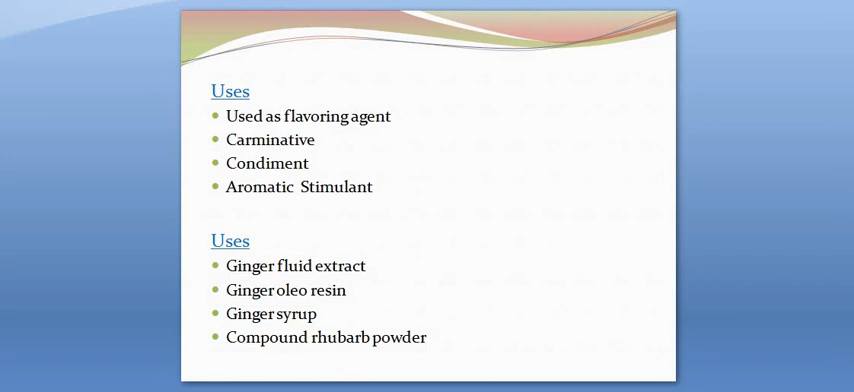 Uses
Used as flavoring agent
Carminative
Condiment
Aromatic Stimulant
Uses
Ginger fluid extract
Ginger oleo resin
Ginger syrup
Compound rhubarb powder